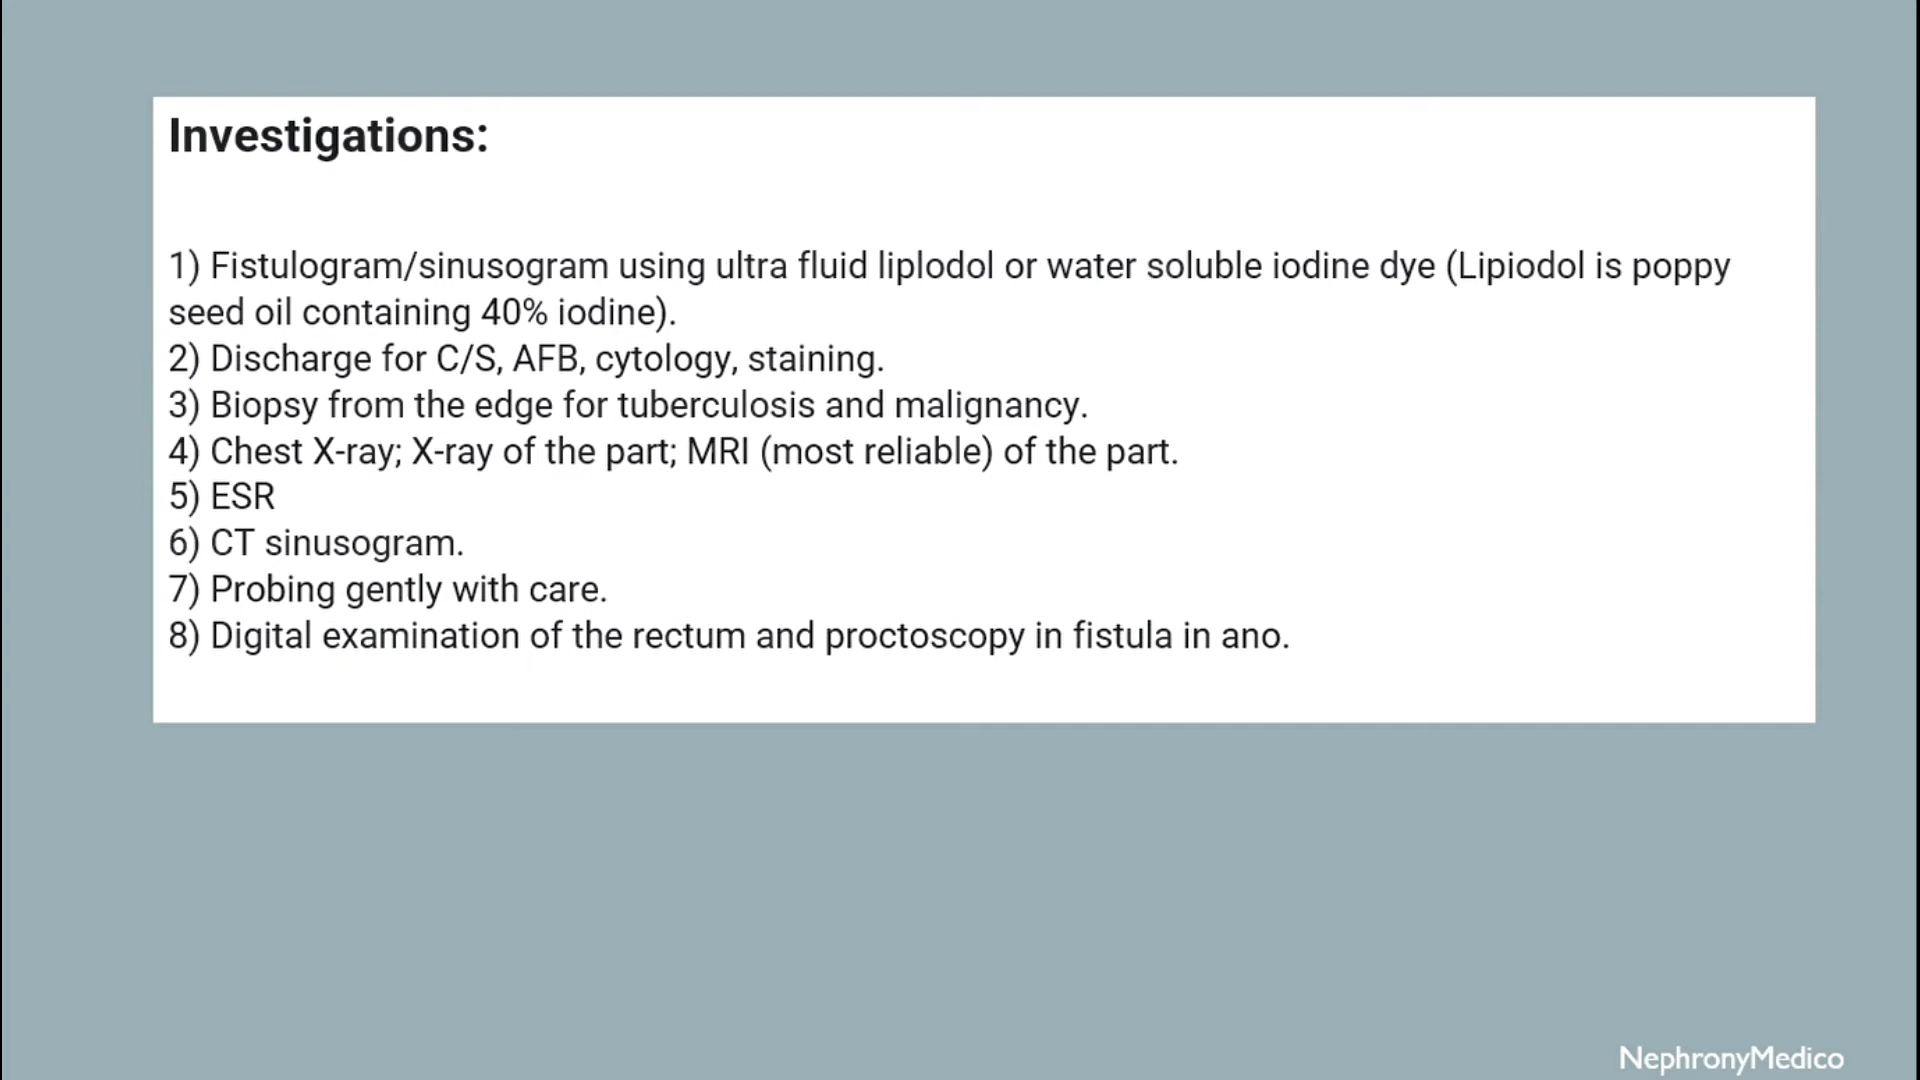 Investigations:
1) Fistulogram/sinusogram using ultra fluid liplodol or water soluble iodine dye (Lipiodol is poppy
seed oil containing 40% iodine).
2) Discharge for C/S, AFB, cytology, staining.
3) Biopsy from the edge for tuberculosis and malignancy.
4) Chest X-ray; X-ray of the part; MRI (most reliable) of the part.
5) ESR
6) CT sinusogram.
7) Probing gently with care.
8) Digital examination of the rectum and proctoscopy in fistula in ano.
NephronyMedico